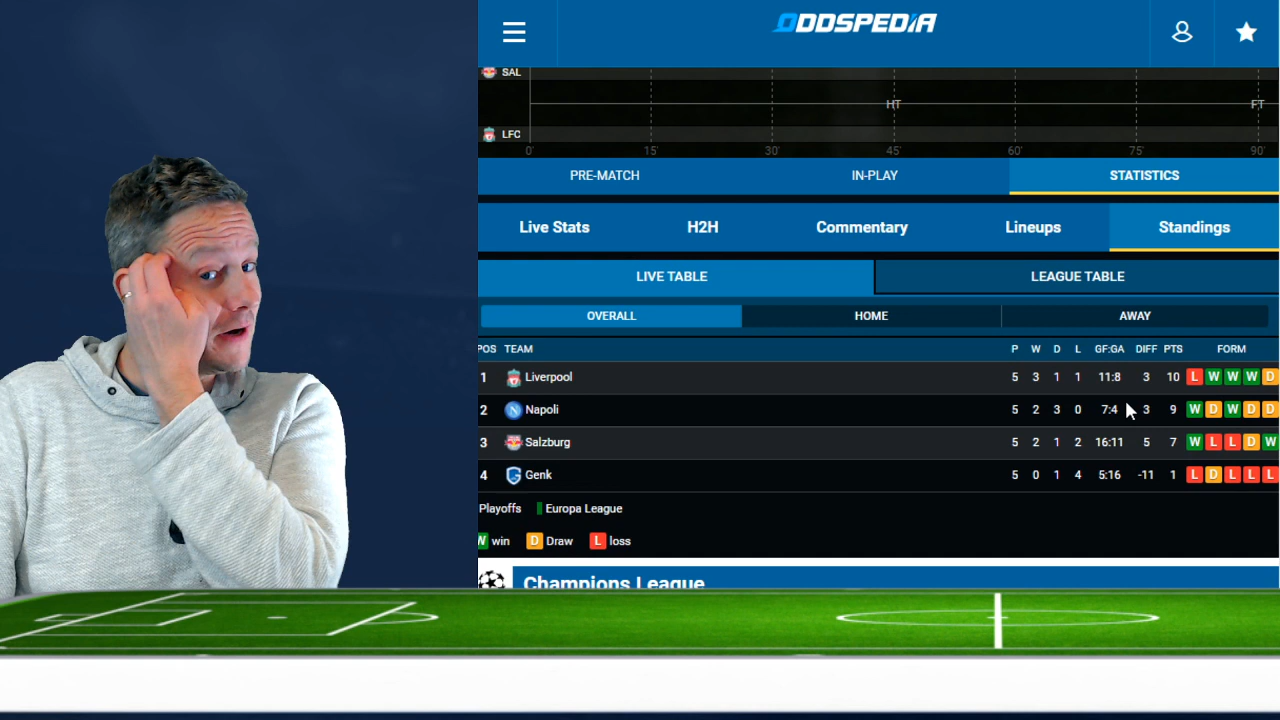 ODDSPEDIA
SAL
HT
FT
LFC
0' 15' 30' 45' 60' 75' 90'
PRE-MATCH IN-PLAY STATISTICS
Live Stats H2H Commentary Lineups Standings
LIVE TABLE LEAGUE TABLE
OVERALL HOME AWAY
POS TEAM P W D L GF:GA DIFF PTS FORM
1 Liverpool 5 3 1 1 11:8 3 10 L W W W D
2 Napoli 5 2 3 0 7:4 3 9 W D W D D
3 Salzburg 5 2 1 2 16:11 5 7 W L L D W
4 Genk 5 0 1 4 5:16 -11 1 L D L L L
Playoffs Europa League
W win D Draw L loss
Champions League